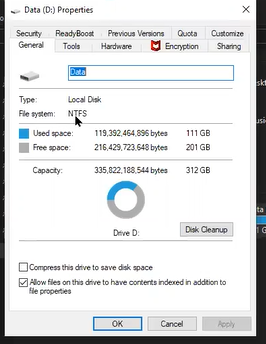 Data (D:) Properties
Security ReadyBoost Previous Versions Quota Customize
General Tools Hardware Encryption Sharing
Data
Type: Local Disk
File system: NTFS
Used space: 119,392,464,896 bytes 111 GB
Free space: 216,429,723,648 bytes 201 GB
Capacity: 335,822,188,544 bytes 312 GB
Drive D:
Disk Cleanup
Compress this drive to save disk space
Allow files on this drive to have contents indexed in addition to
file properties
OK Cancel Apply